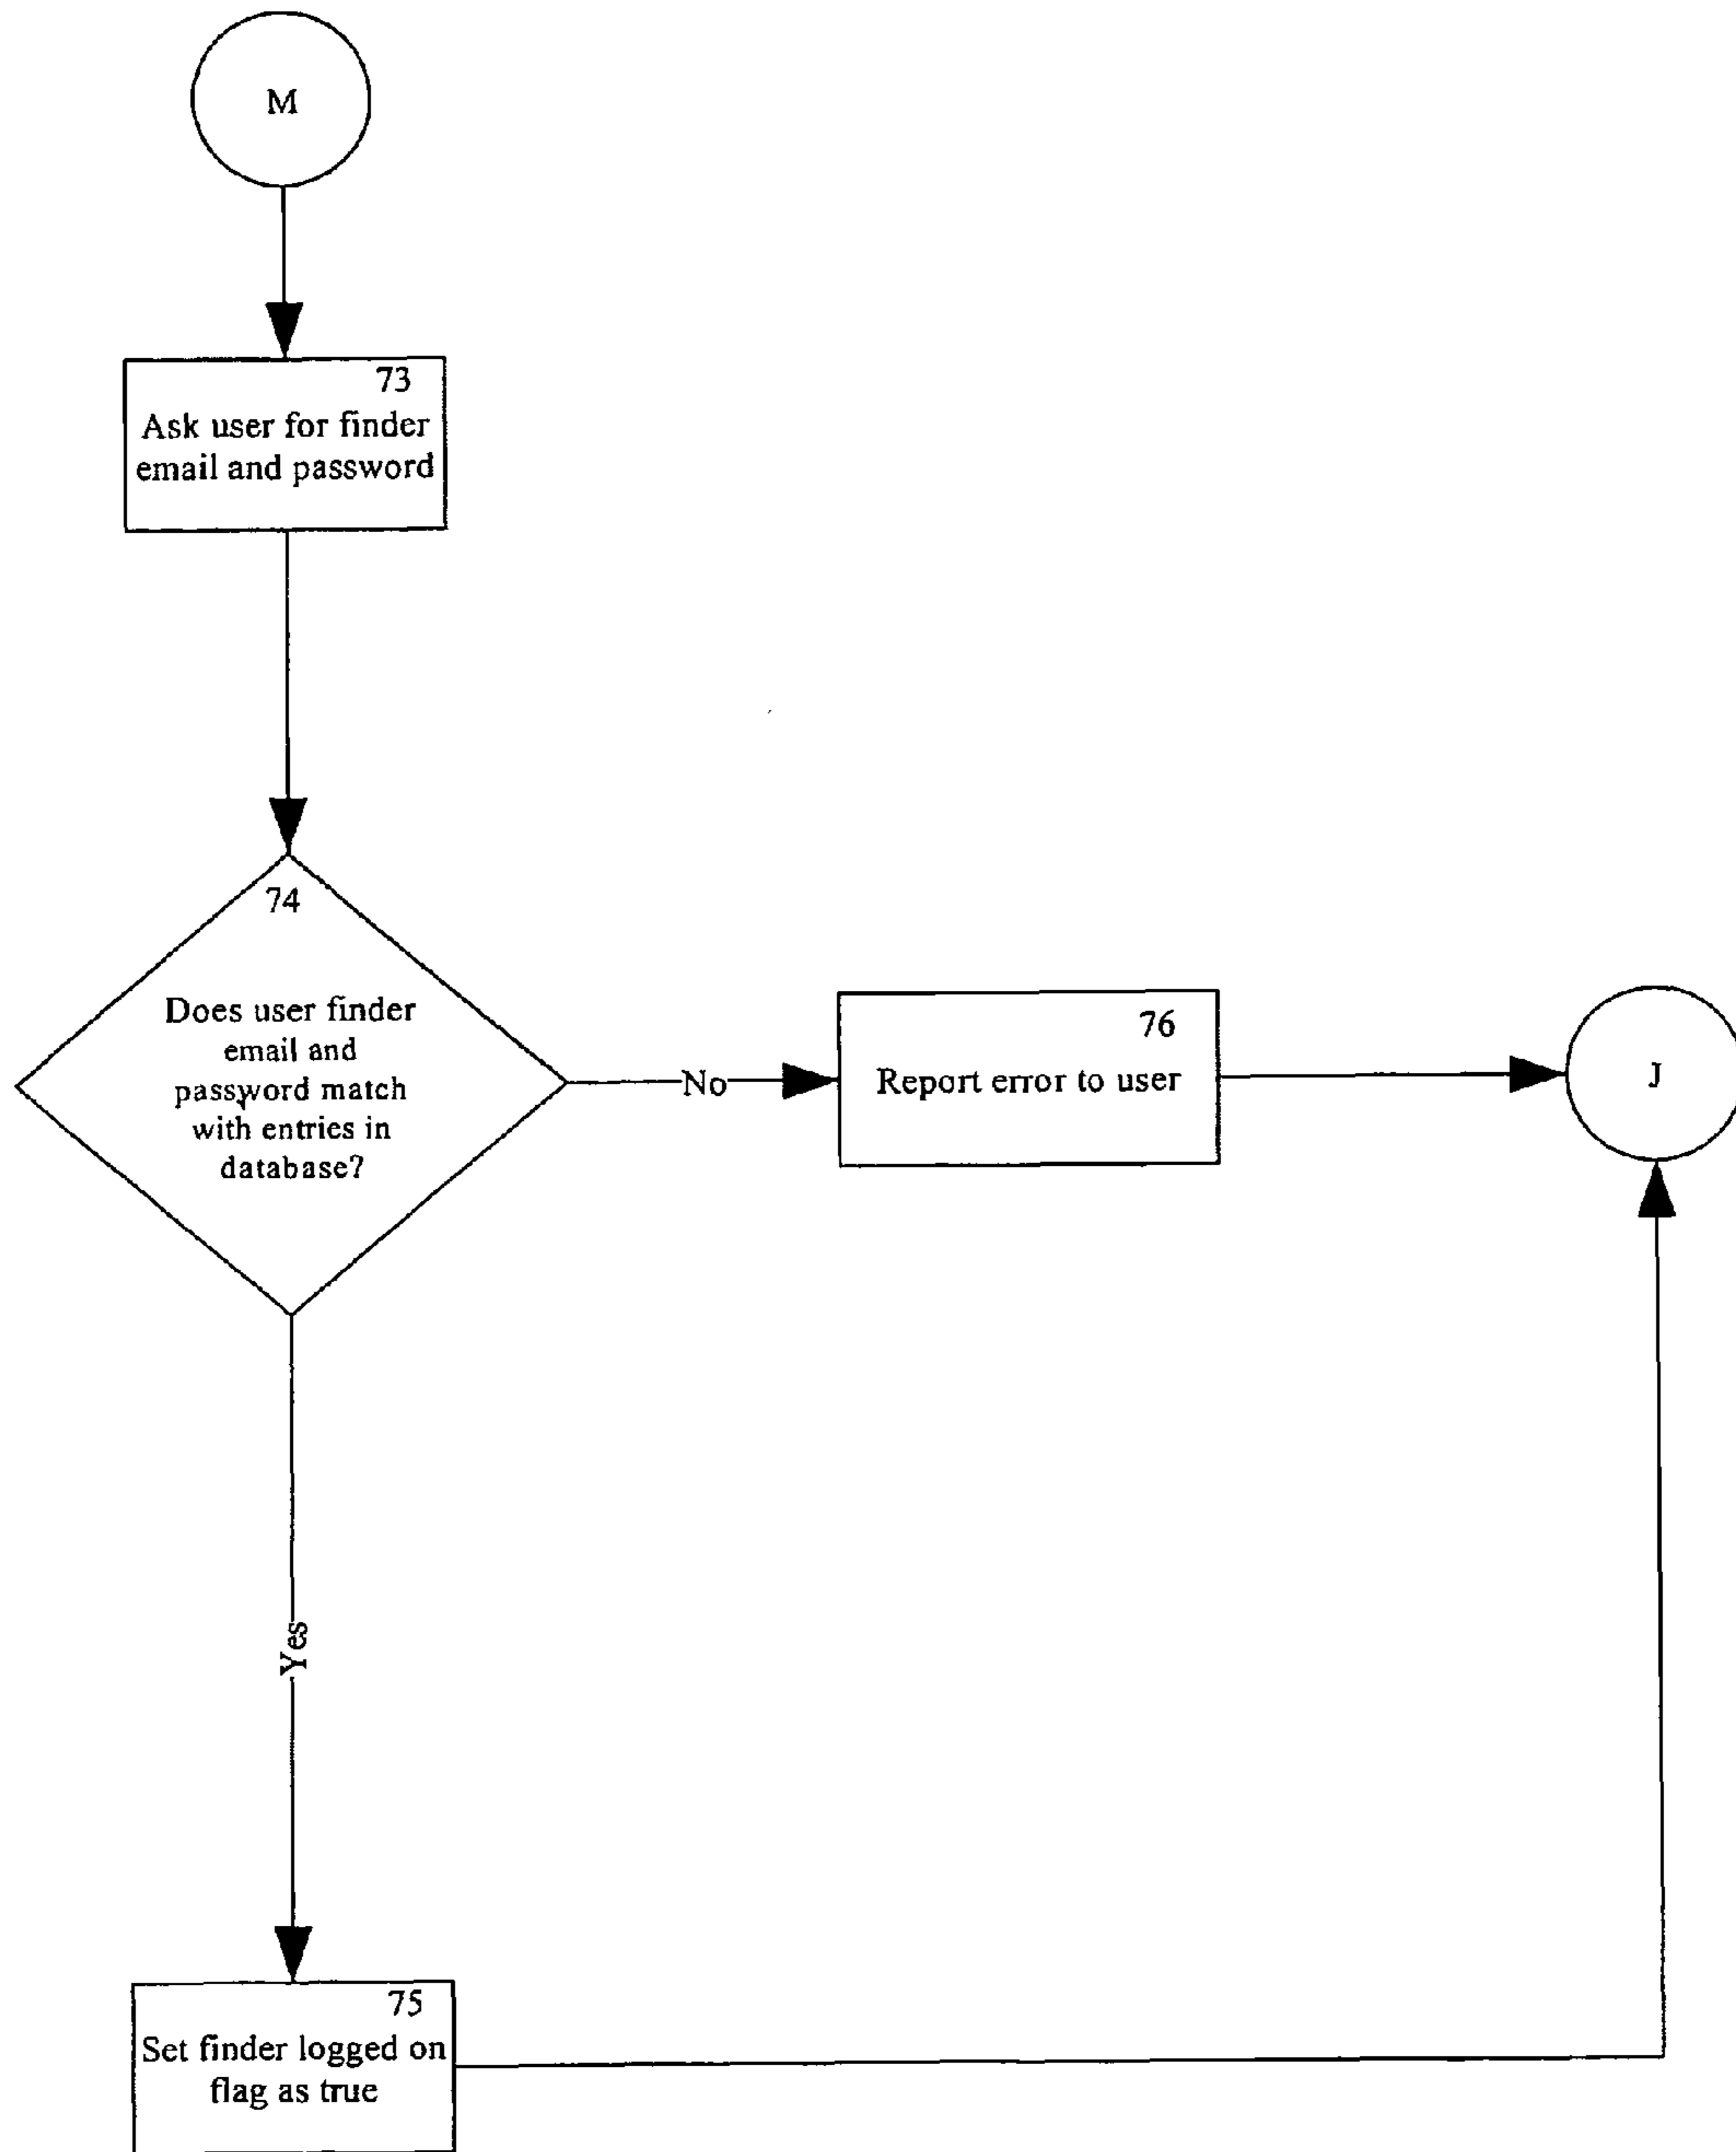 M
73
Ask user for finder
email and password
74
Does user finder
email and
password match
with entries in
database?
No
76
Report error to user
J
Yes
75
Set finder logged on
flag as true